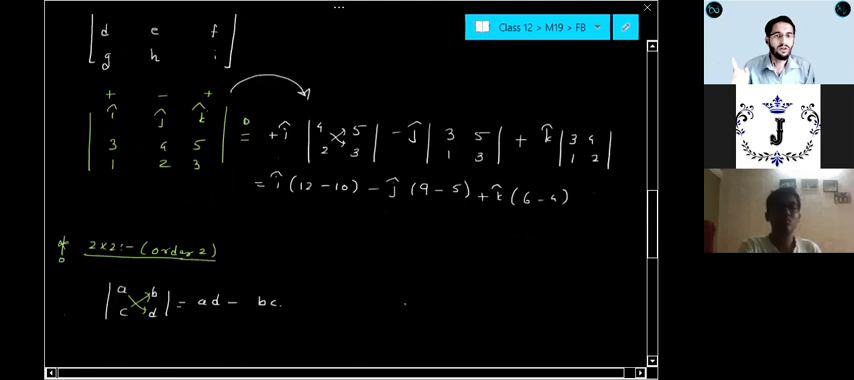 Class 12 > M19 > FB
d e f
g h i
+ − +
| î ĵ k̂ |
| 3 4 5 |
| 1 2 3 |
= +î | 4 5 | − ĵ | 3 5 | + k̂ | 3 4 |
| 2 3 | | 1 3 | | 1 2 |
= î (12 − 10) − ĵ (9 − 5) + k̂ (6 − 4)
2×2:- (order 2)
| a b |
| c d | = ad − bc.
J